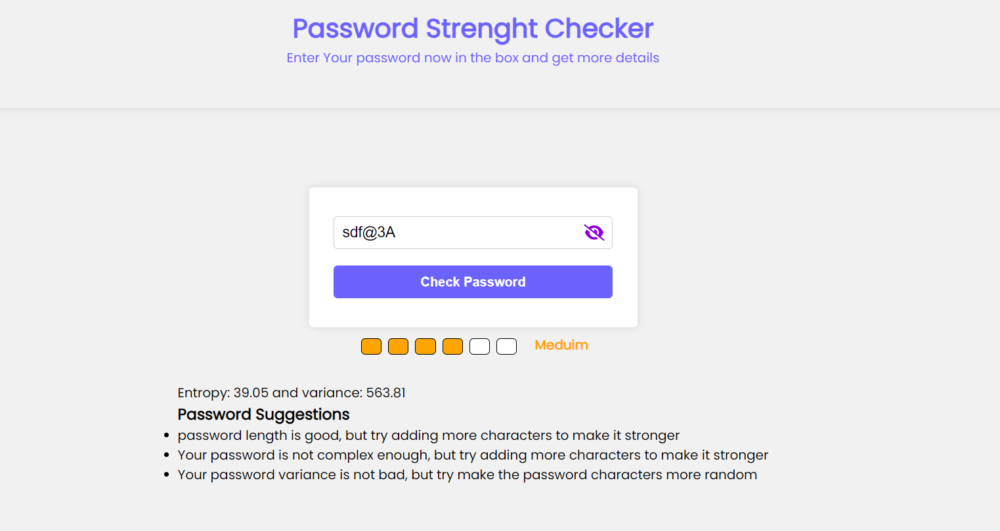 Password Strenght Checker
Enter Your password now in the box and get more details
sdf@3A
Check Password
Meduim
Entropy: 39.05 and variance: 563.81
Password Suggestions
password length is good, but try adding more characters to make it stronger
Your password is not complex enough, but try adding more characters to make it stronger
Your password variance is not bad, but try make the password characters more random